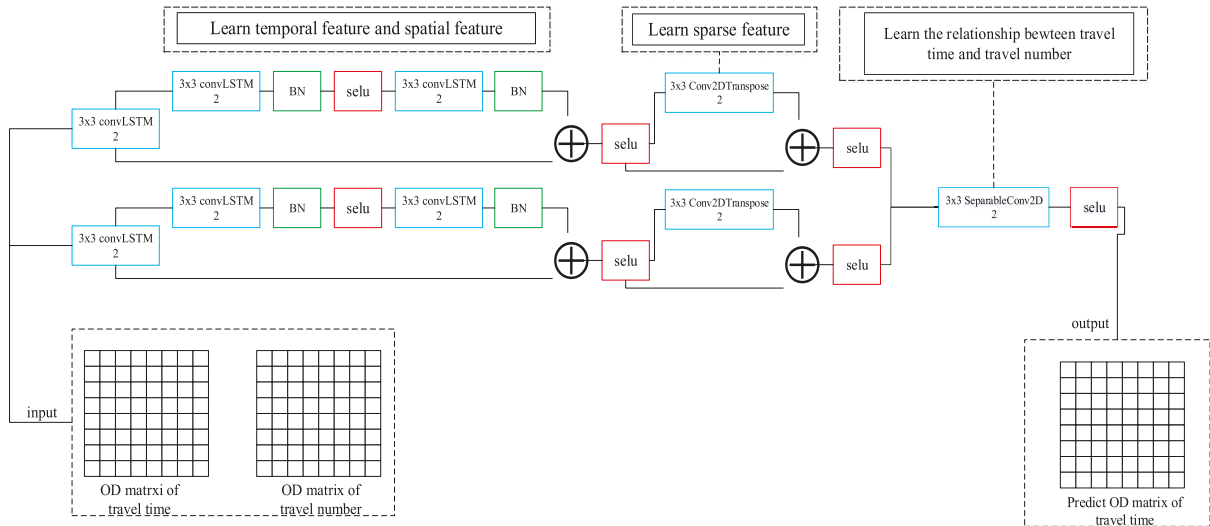 Learn temporal feature and spatial feature
Learn sparse feature
Learn the relationship bewteen travel
time and travel number
3x3 convLSTM
2
3x3 convLSTM
2
BN
selu
3x3 convLSTM
2
BN
selu
3x3 Conv2DTranspose
2
selu
3x3 convLSTM
2
3x3 convLSTM
2
BN
selu
3x3 convLSTM
2
BN
selu
3x3 Conv2DTranspose
2
selu
3x3 SeparableConv2D
2
selu
input
OD matrxi of
travel time
OD matrix of
travel number
output
Predict OD matrix of
travel time